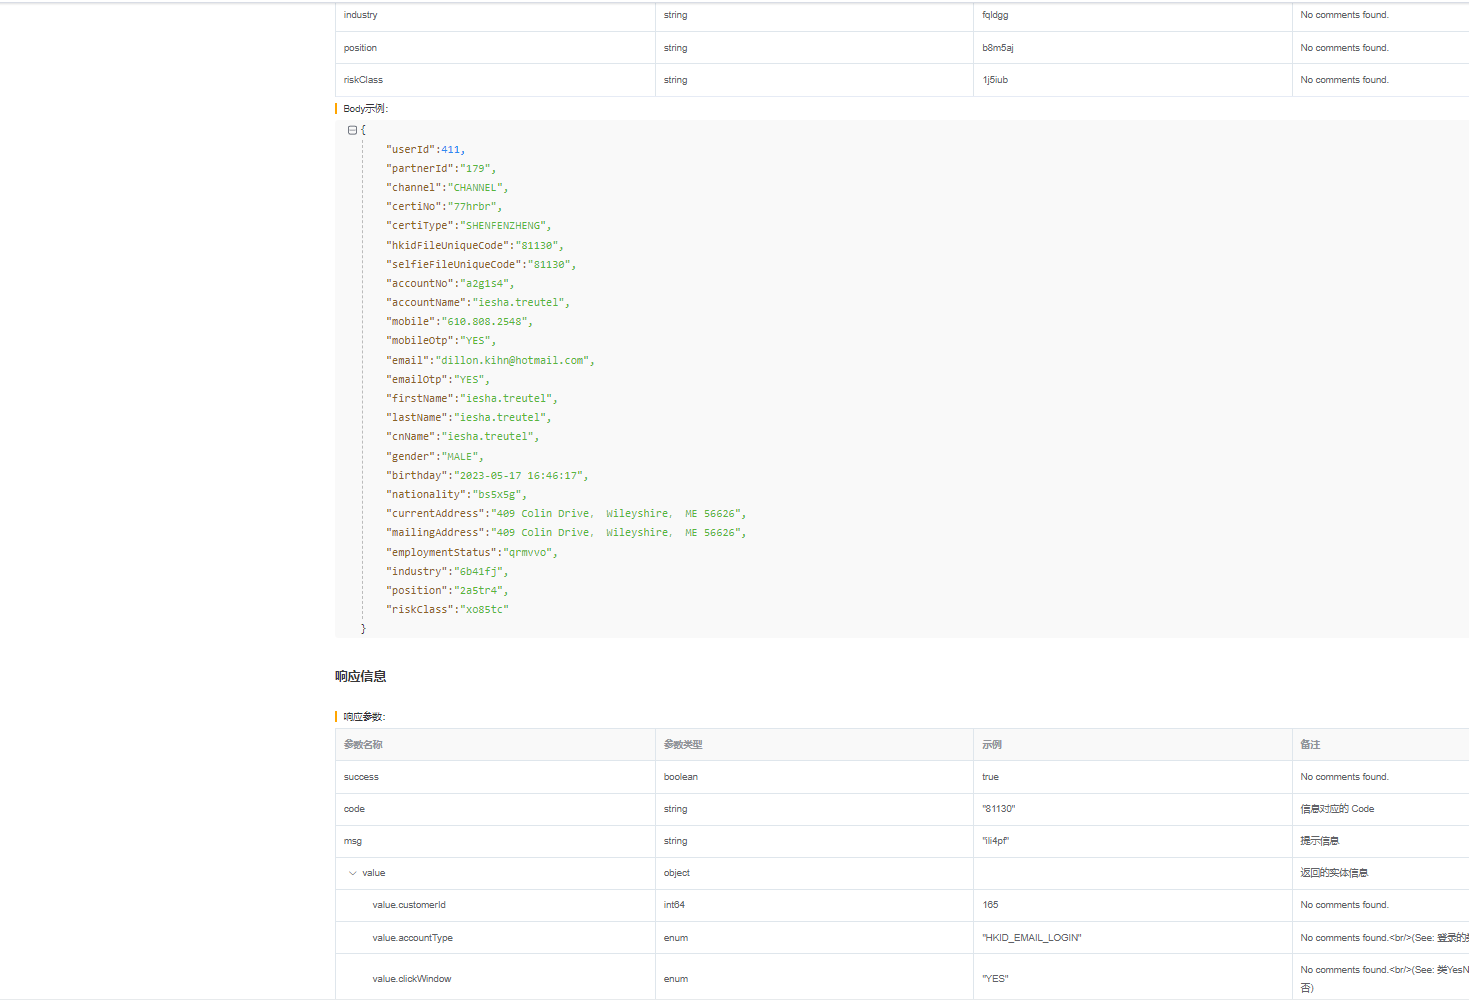 industry string fqldgg No comments found.
position string b8m5aj No comments found.
riskClass string 1j5iub No comments found.
Body示例:
{
"userId":411,
"partnerId":"179",
"channel":"CHANNEL",
"certiNo":"77hrbr",
"certiType":"SHENFENZHENG",
"hkidFileUniqueCode":"81130",
"selfieFileUniqueCode":"81130",
"accountNo":"a2g1s4",
"accountName":"iesha.treutel",
"mobile":"610.808.2548",
"mobileOtp":"YES",
"email":"dillon.kihn@hotmail.com",
"emailOtp":"YES",
"firstName":"iesha.treutel",
"lastName":"iesha.treutel",
"cnName":"iesha.treutel",
"gender":"MALE",
"birthday":"2023-05-17 16:46:17",
"nationality":"bs5x5g",
"currentAddress":"409 Colin Drive, Wileyshire, ME 56626",
"mailingAddress":"409 Colin Drive, Wileyshire, ME 56626",
"employmentStatus":"qrmvvo",
"industry":"6b41fj",
"position":"2a5tr4",
"riskClass":"xo85tc"
}
响应信息
响应参数:
参数名称 参数类型 示例 备注
success boolean true No comments found.
code string "81130" 信息对应的 Code
msg string "ili4pf" 提示信息
value object 返回的实体信息
value.customerId int64 165 No comments found.
value.accountType enum "HKID_EMAIL_LOGIN" No comments found.<br/>(See: 登录的
value.clickWindow enum "YES" No comments found.<br/>(See: 类YesN
否)